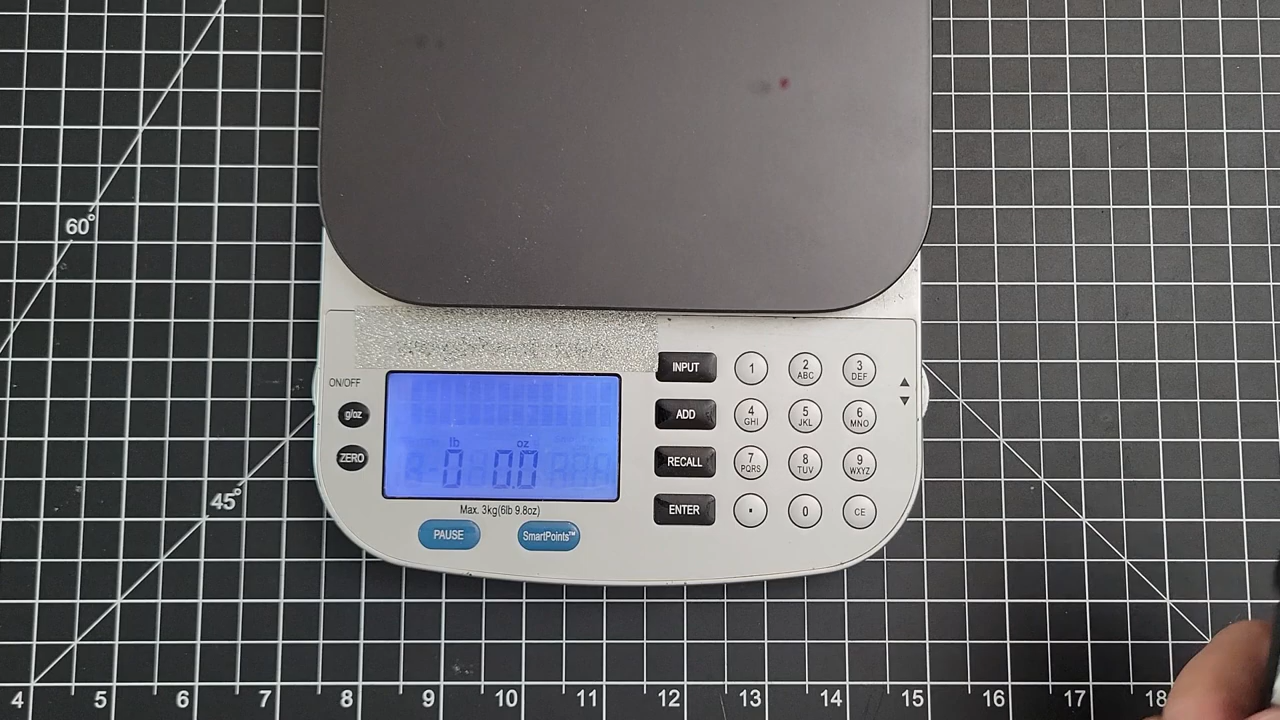 60°
45°
ON/OFF
g/oz
ZERO
lb oz
0 0.0
Max. 3kg(6lb 9.8oz)
PAUSE
SmartPoints™
INPUT 1 2 ABC 3 DEF
ADD 4 GHI 5 JKL 6 MNO
RECALL 7 PQRS 8 TUV 9 WXYZ
ENTER . 0 CE
4 5 6 7 8 9 10 11 12 13 14 15 16 17 18